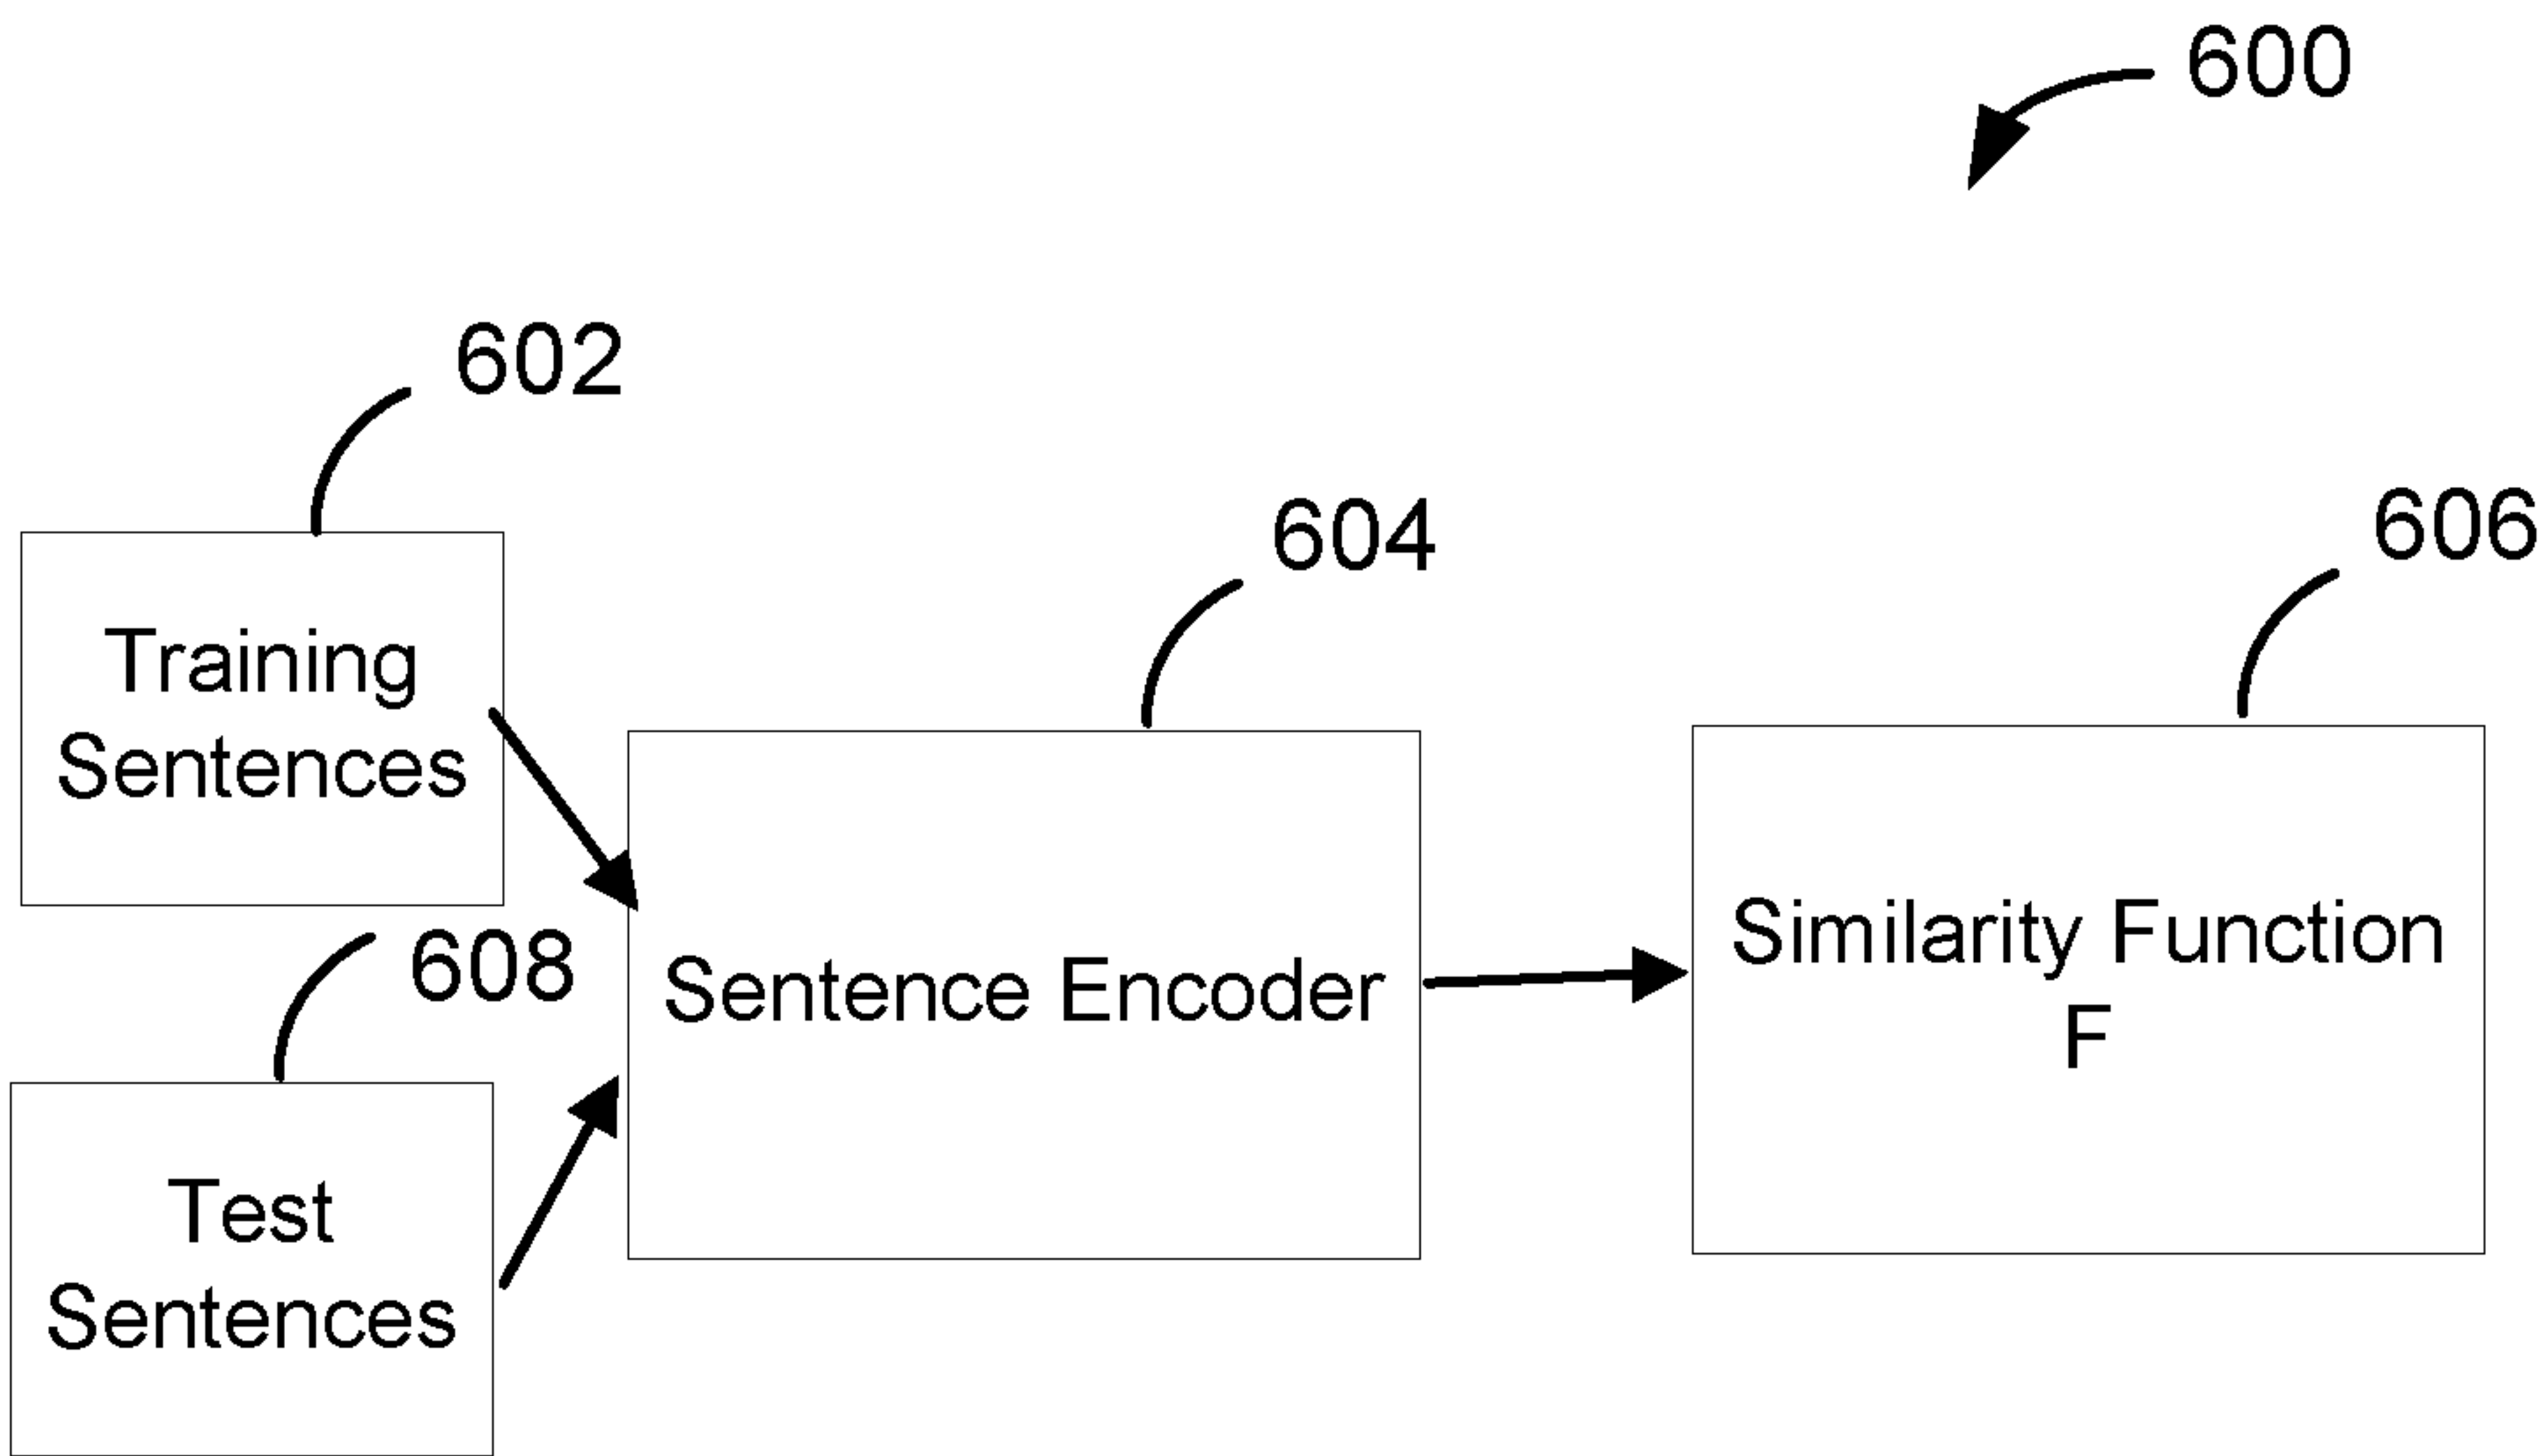 600
602
604
606
Training
Sentences
608
Sentence Encoder
Similarity Function
F
Test
Sentences